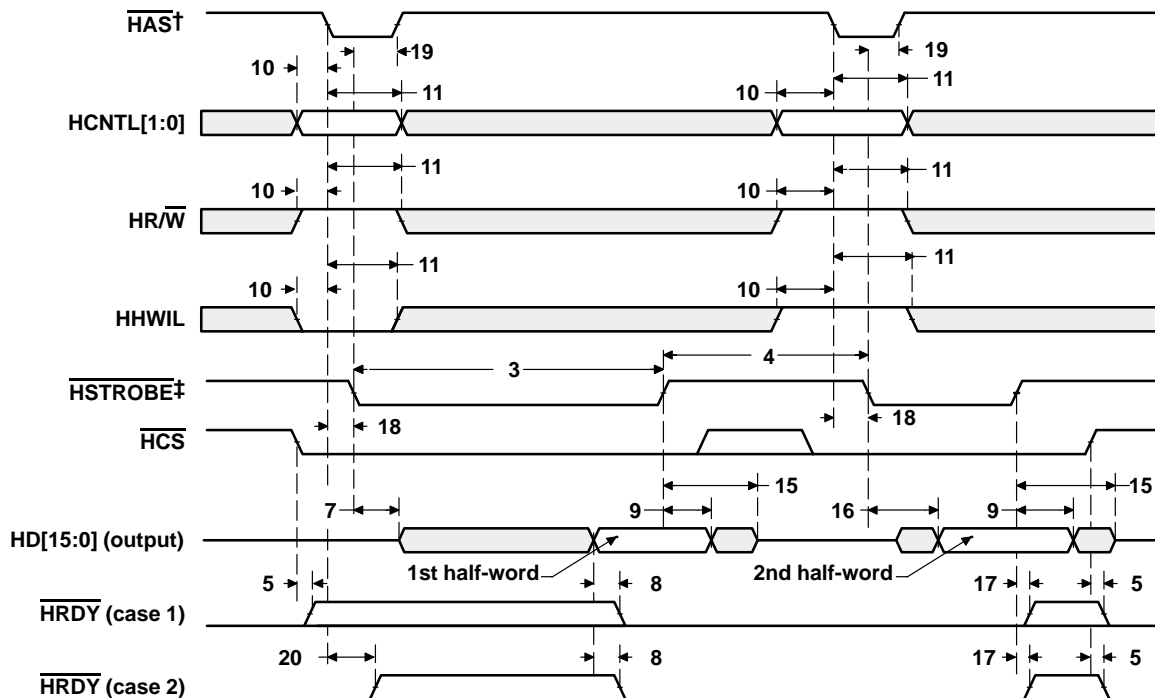 HAS†
19 19
10 11 10 11
HCNTL[1:0]
11 11
10 10
HR/W
11 11
10 10
HHWIL
3 4
HSTROBE‡
18 18
HCS
15 15
7 9 16 9
HD[15:0] (output)
1st half-word 2nd half-word
5 8 17 5
HRDY (case 1)
20 8 17 5
HRDY (case 2)